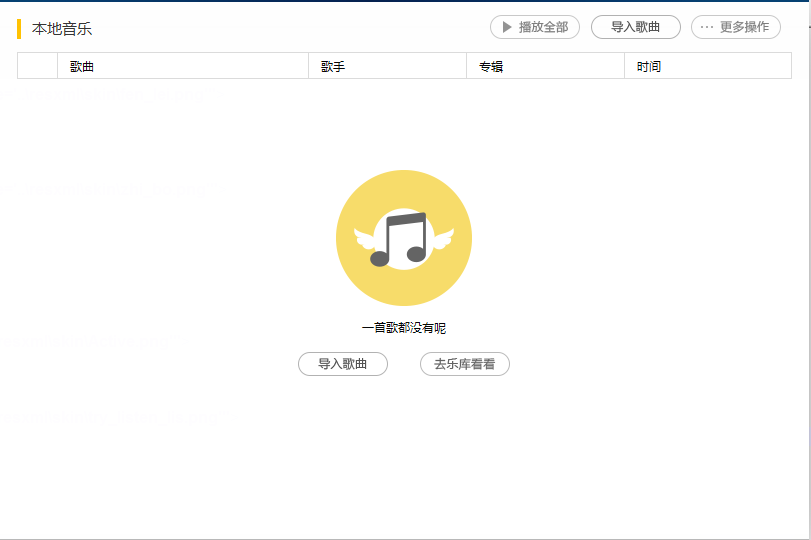 本地音乐 播放全部 导入歌曲 ··· 更多操作
歌曲 歌手 专辑 时间
一首歌都没有呢
导入歌曲 去乐库看看